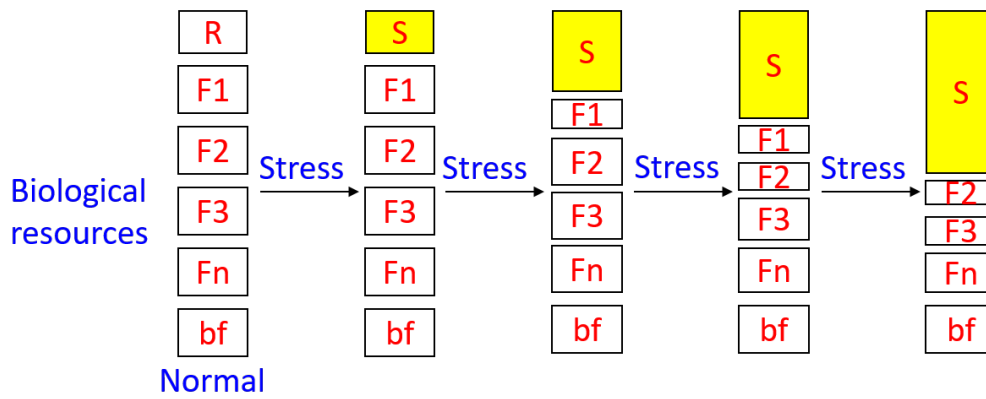 R
F1
F2
F3
Fn
bf
Normal
Biological
resources
Stress
S
F1
F2
F3
Fn
bf
Stress
S
F1
F2
F3
Fn
bf
Stress
S
F1
F2
F3
Fn
bf
Stress
S
F2
F3
Fn
bf